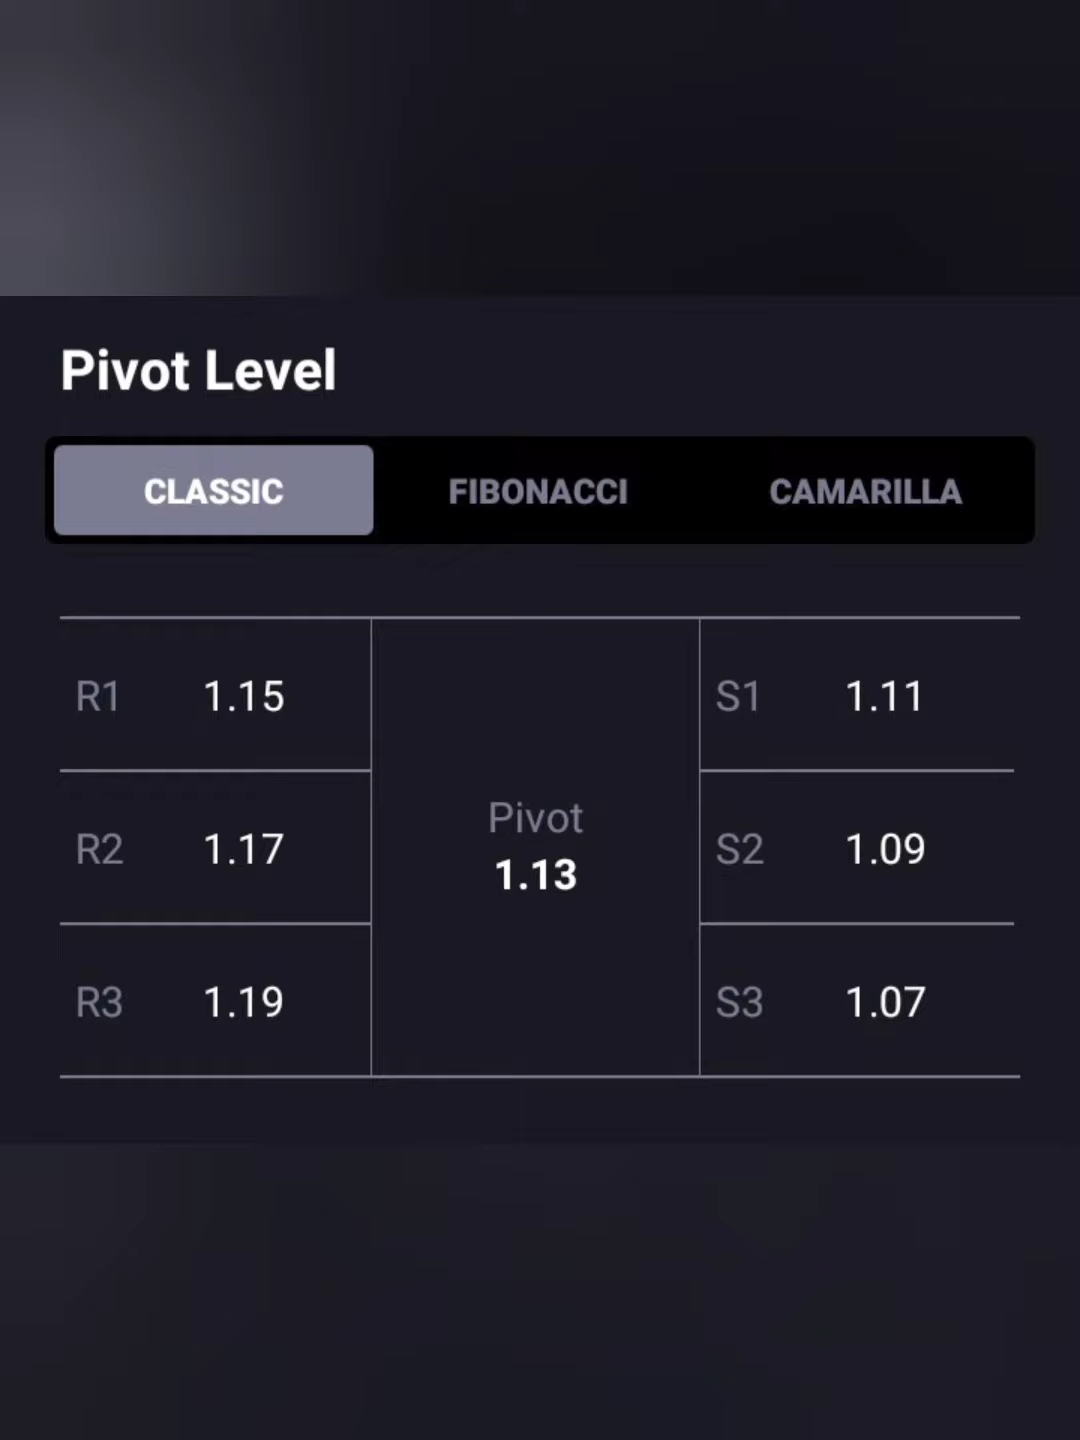 Pivot Level
CLASSIC FIBONACCI CAMARILLA
R1 1.15 S1 1.11
R2 1.17 Pivot S2 1.09
1.13
R3 1.19 S3 1.07